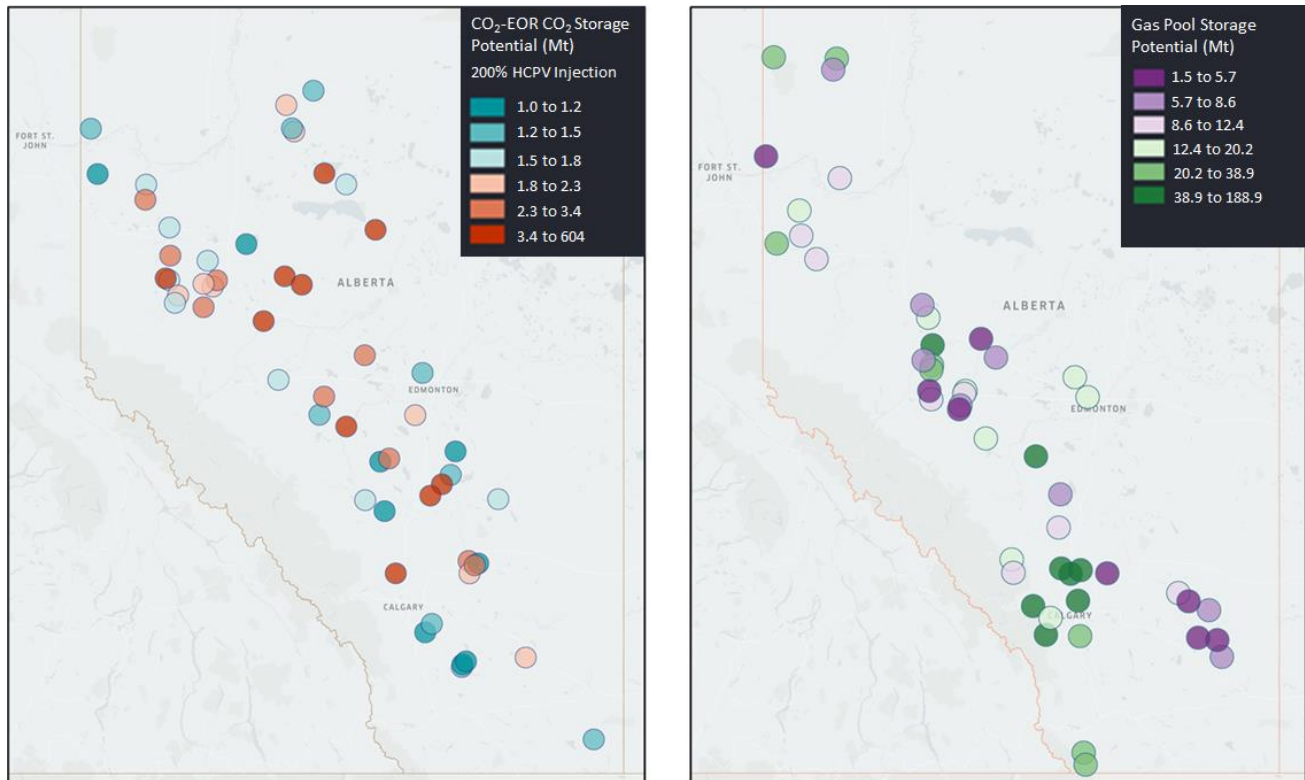 CO₂-EOR CO₂ Storage
Potential (Mt)
200% HCPV Injection
1.0 to 1.2
1.2 to 1.5
1.5 to 1.8
1.8 to 2.3
2.3 to 3.4
3.4 to 604
FORT ST.
JOHN
ALBERTA
EDMONTON
CALGARY
Gas Pool Storage
Potential (Mt)
1.5 to 5.7
5.7 to 8.6
8.6 to 12.4
12.4 to 20.2
20.2 to 38.9
38.9 to 188.9
FORT ST.
JOHN
ALBERTA
EDMONTON
CALGARY